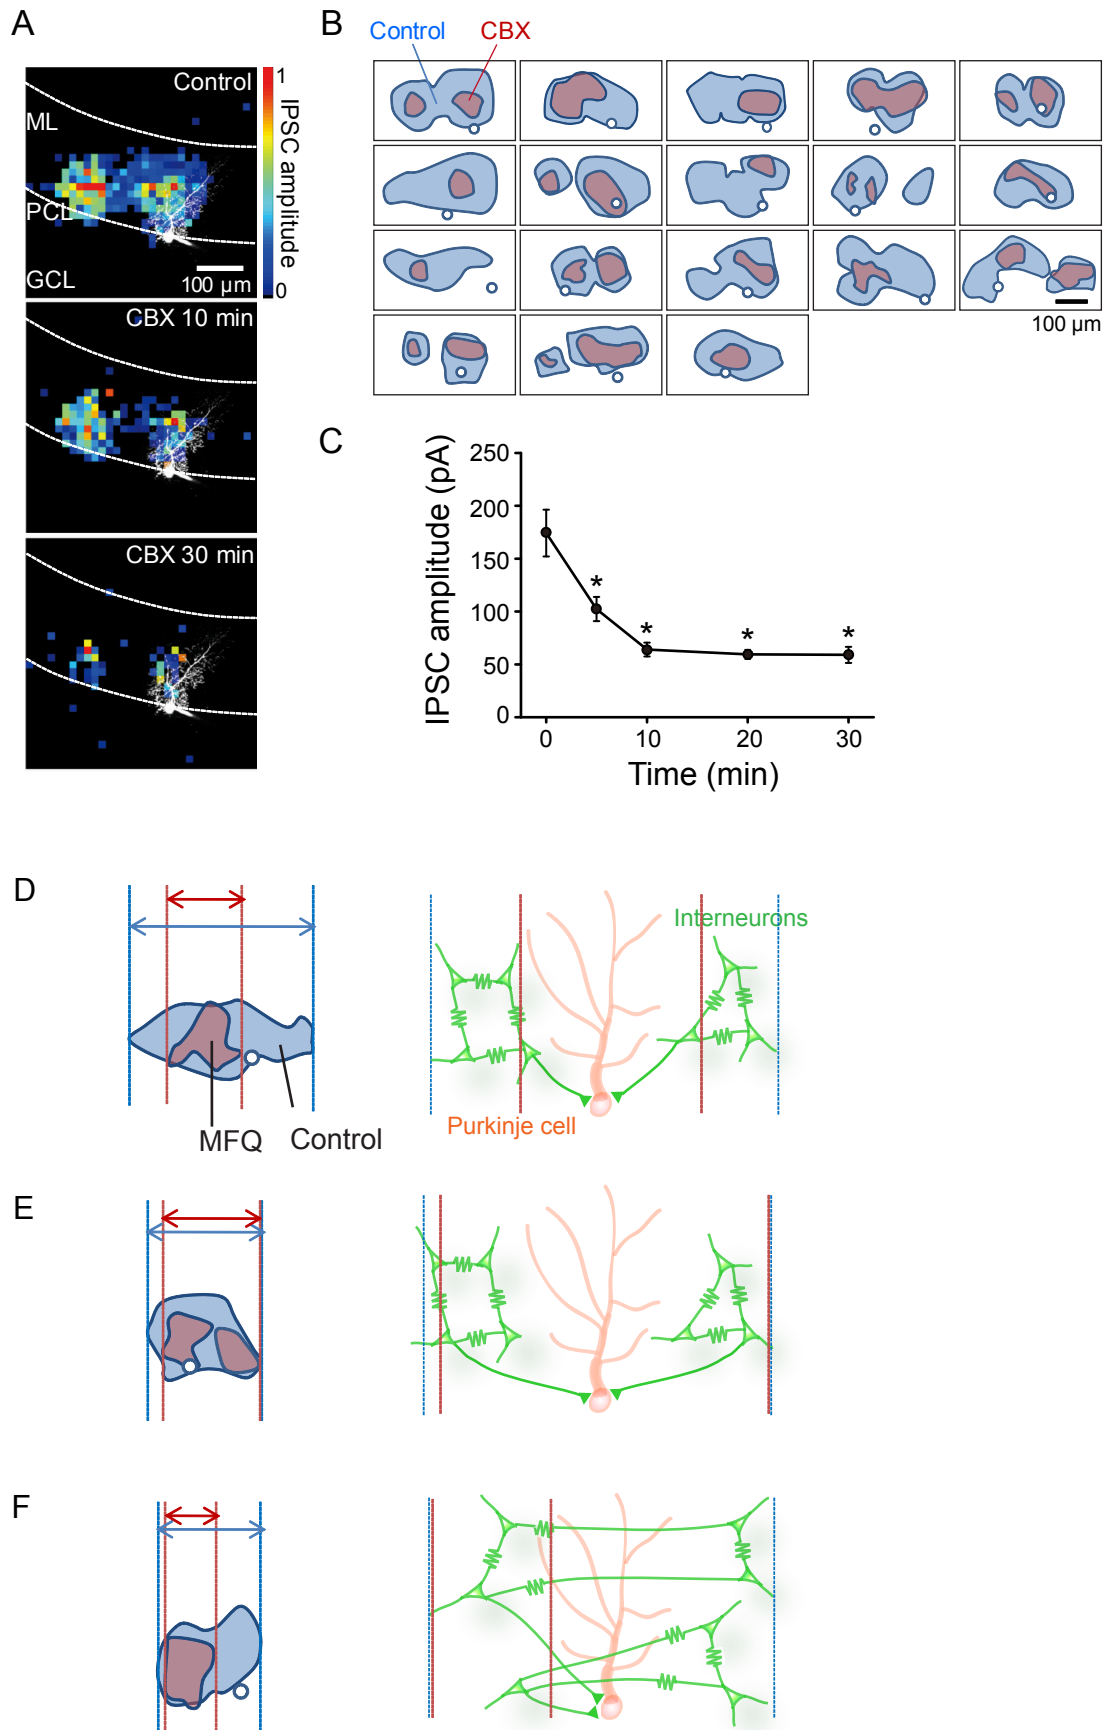 A
Control
ML
PCL
GCL
100 µm
1
IPSC amplitude
0
CBX 10 min
CBX 30 min
B
Control
CBX
100 µm
C
IPSC amplitude (pA)
250
200
150
100
50
0
*
*
*
*
0
10
20
30
Time (min)
D
MFQ
Control
Interneurons
Purkinje cell
E
F